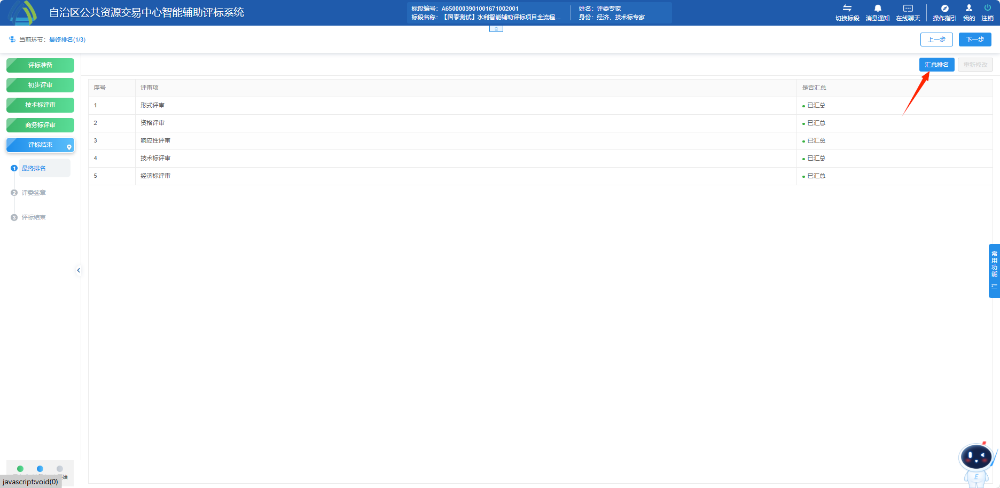 自治区公共资源交易中心智能辅助评标系统
标段编号：A6500003901001671002001
标段名称：【国泰测试】水利智能辅助评标项目全流程...
姓名：评委专家
身份：经济、技术标专家
切换标段
消息通知
在线聊天
操作指引
我的
注销
当前环节：最终排名(1/3)
上一步
下一步
评标准备
初步评审
技术标评审
商务标评审
评标结束
1 最终排名
2 评委签章
3 评标结束
汇总排名
重新修改
序号 评审项 是否汇总
1 形式评审 已汇总
2 资格评审 已汇总
3 响应性评审 已汇总
4 技术标评审 已汇总
5 经济标评审 已汇总
常用功能
E
始
javascript:void(0)